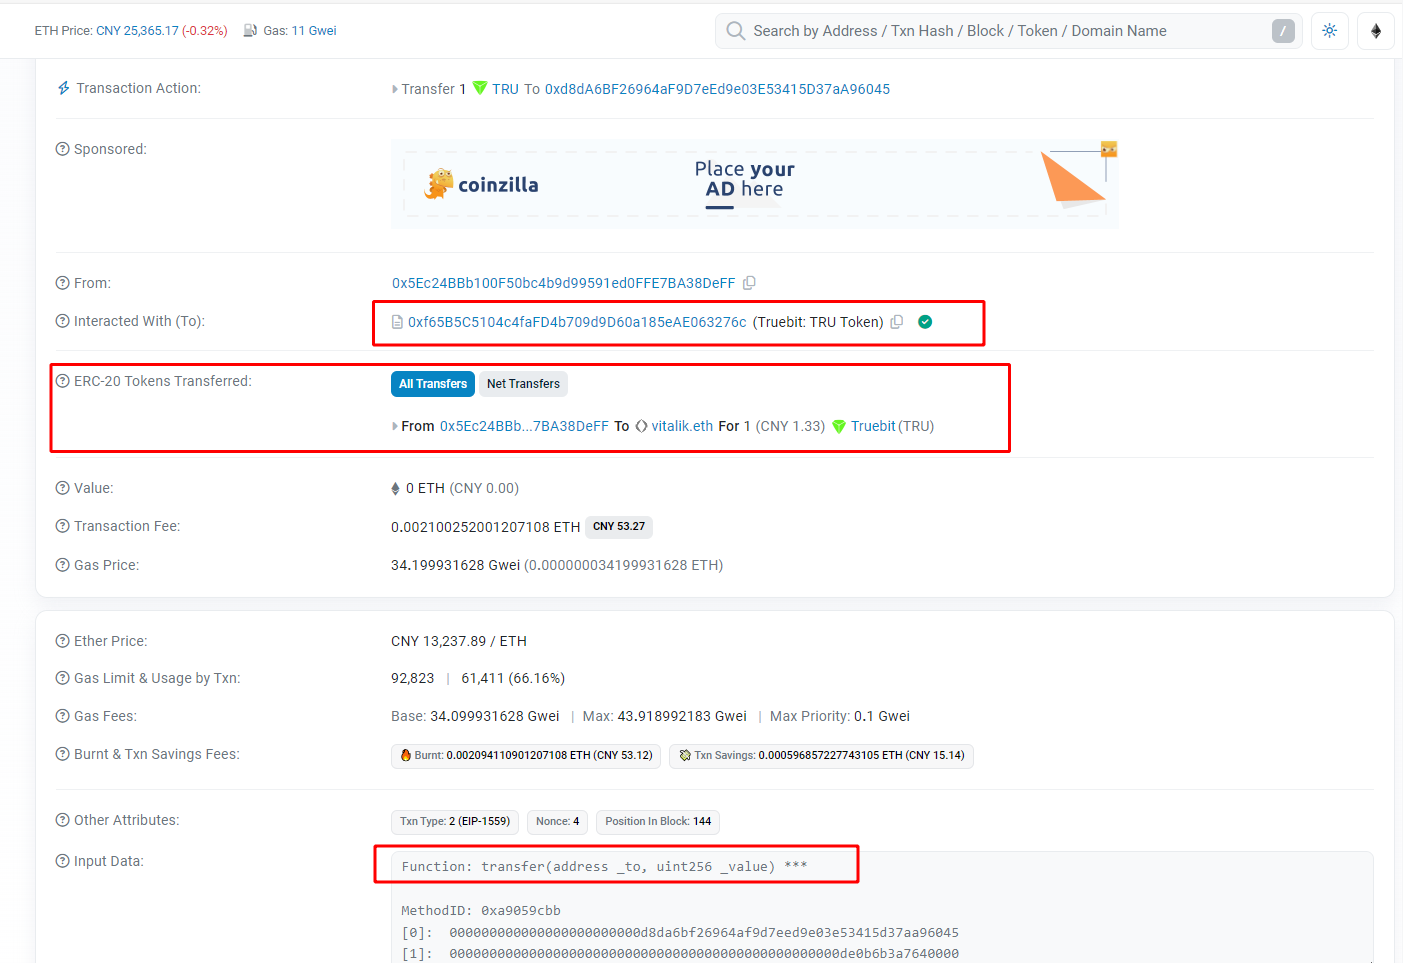 ETH Price: CNY 25,365.17 (-0.32%) Gas: 11 Gwei Search by Address / Txn Hash / Block / Token / Domain Name /
Transaction Action: Transfer 1 TRU To 0xd8dA6BF26964aF9D7eEd9e03E53415D37aA96045
Sponsored: coinzilla Place your AD here
From: 0x5Ec24BBb100F50bc4b9d99591ed0FFE7BA38DeFF
Interacted With (To): 0xf65B5C5104c4faFD4b709d9D60a185eAE063276c (Truebit: TRU Token)
ERC-20 Tokens Transferred: All Transfers Net Transfers
From 0x5Ec24BBb...7BA38DeFF To vitalik.eth For 1 (CNY 1.33) Truebit (TRU)
Value: 0 ETH (CNY 0.00)
Transaction Fee: 0.002100252001207108 ETH CNY 53.27
Gas Price: 34.199931628 Gwei (0.000000034199931628 ETH)
Ether Price: CNY 13,237.89 / ETH
Gas Limit & Usage by Txn: 92,823 | 61,411 (66.16%)
Gas Fees: Base: 34.099931628 Gwei | Max: 43.918992183 Gwei | Max Priority: 0.1 Gwei
Burnt & Txn Savings Fees: Burnt: 0.002094110901207108 ETH (CNY 53.12) Txn Savings: 0.000596857227743105 ETH (CNY 15.14)
Other Attributes: Txn Type: 2 (EIP-1559) Nonce: 4 Position In Block: 144
Input Data: Function: transfer(address _to, uint256 _value) ***
MethodID: 0xa9059cbb
[0]: 000000000000000000000000d8da6bf26964af9d7eed9e03e53415d37aa96045
[1]: 0000000000000000000000000000000000000000000000000de0b6b3a7640000